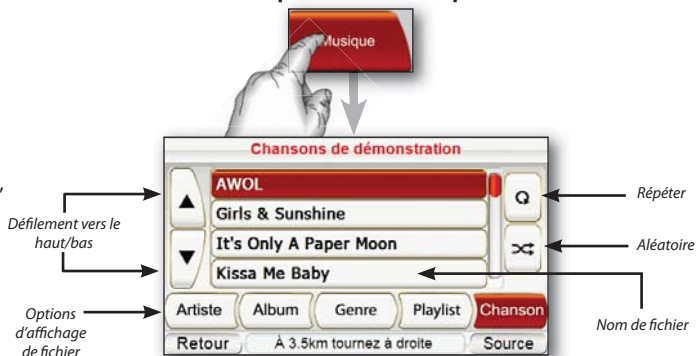 Musique
Chansons de démonstration
AWOL
Girls & Sunshine
It's Only A Paper Moon
Kissa Me Baby
Artiste
Album
Genre
Playlist
Chanson
Retour
À 3.5km tournez à droite
Source
Défilement vers le
haut/bas
Options
d'affichage
de fichier
Répéter
Aléatoire
Nom de fichier